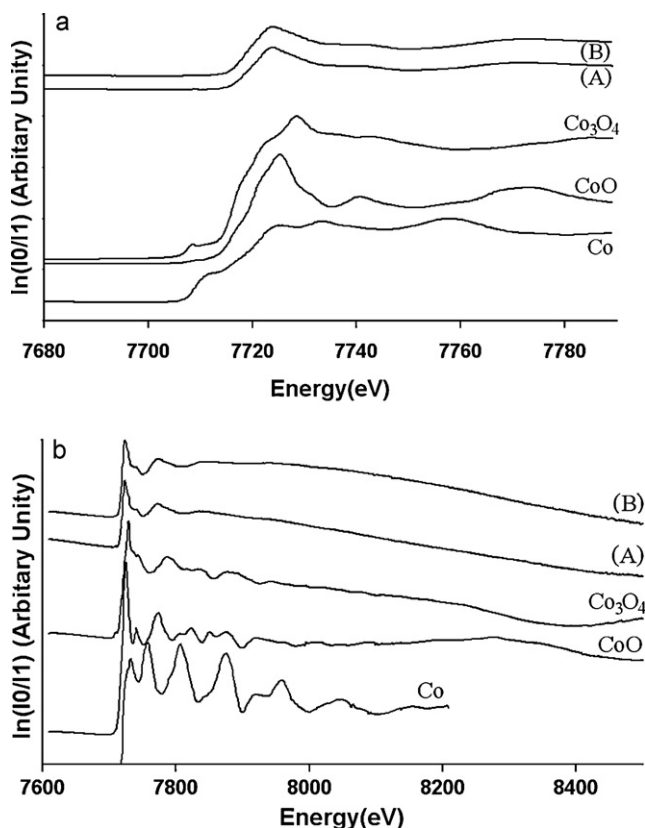 a
ln(I0/I1) (Arbitary Unity)
(B)
(A)
Co₃O₄
CoO
Co
7680 7700 7720 7740 7760 7780
Energy(eV)
b
ln(I0/I1) (Arbitary Unity)
(B)
(A)
Co₃O₄
CoO
Co
7600 7800 8000 8200 8400
Energy(eV)